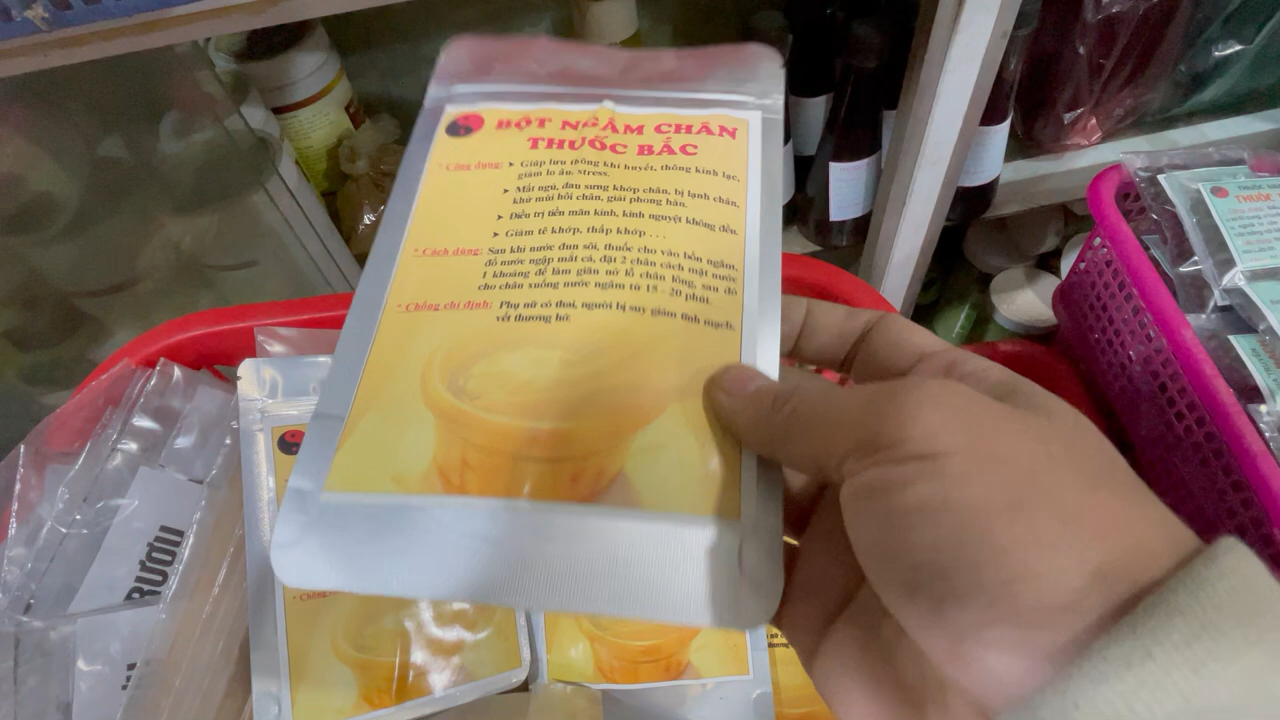 BỘT NGÂM CHÂN
THUỐC BẮC
* Công dụng: ➤ Giúp lưu thông khí huyết, thông kinh lạc,
giảm lo âu, stress.
➤ Mất ngủ, đau sưng khớp chân, bị lạnh chân,
khử mùi hôi chân, giải phong hàn.
➤ Điều trị tiền mãn kinh, kinh nguyệt không đều.
➤ Giảm tê khớp, thấp khớp . . .
* Cách dùng: Sau khi nước đun sôi, thuốc cho vào bồn ngâm,
đổ nước ngập mắt cá, đặt 2 chân cách mặt nước
1 khoảng để làm giãn nở lỗ chân lông, sau đó
cho chân xuống nước ngâm từ 15 - 20 phút.
* Chống chỉ định: Phụ nữ có thai, người bị suy giảm tĩnh mạch,
vết thương hở.
RƯỢU
THUỐC